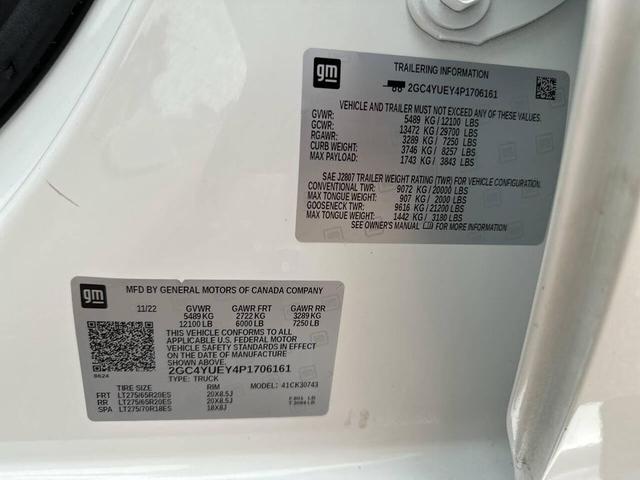 gm
TRAILERING INFORMATION
2GC4YUEY4P1706161
VEHICLE AND TRAILER MUST NOT EXCEED ANY OF THESE VALUES.
GVWR: 5489 KG / 12100 LBS
GCWR: 13472 KG / 29700 LBS
RGAWR: 3289 KG / 7250 LBS
CURB WEIGHT: 3746 KG / 8257 LBS
MAX PAYLOAD: 1743 KG / 3843 LBS
SAE J2807 TRAILER WEIGHT RATING (TWR) FOR VEHICLE CONFIGURATION.
CONVENTIONAL TWR: 9072 KG / 20000 LBS
MAX TONGUE WEIGHT: 907 KG / 2000 LBS
GOOSENECK TWR: 9616 KG / 21200 LBS
MAX TONGUE WEIGHT: 1442 KG / 3180 LBS
SEE OWNER'S MANUAL FOR MORE INFORMATION
gm
MFD BY GENERAL MOTORS OF CANADA COMPANY
11/22 GVWR GAWR FRT GAWR RR
5489 KG 2722 KG 3289 KG
12100 LB 6000 LB 7250 LB
THIS VEHICLE CONFORMS TO ALL
APPLICABLE U.S. FEDERAL MOTOR
VEHICLE SAFETY STANDARDS IN EFFECT
ON THE DATE OF MANUFACTURE
SHOWN ABOVE.
2GC4YUEY4P1706161
8624 TYPE: TRUCK MODEL: 41CK30743
TIRE SIZE RIM
FRT LT275/65R20ES 20X8.5J
RR LT275/65R20ES 20X8.5J
SPA LT275/70R18ES 18X8J